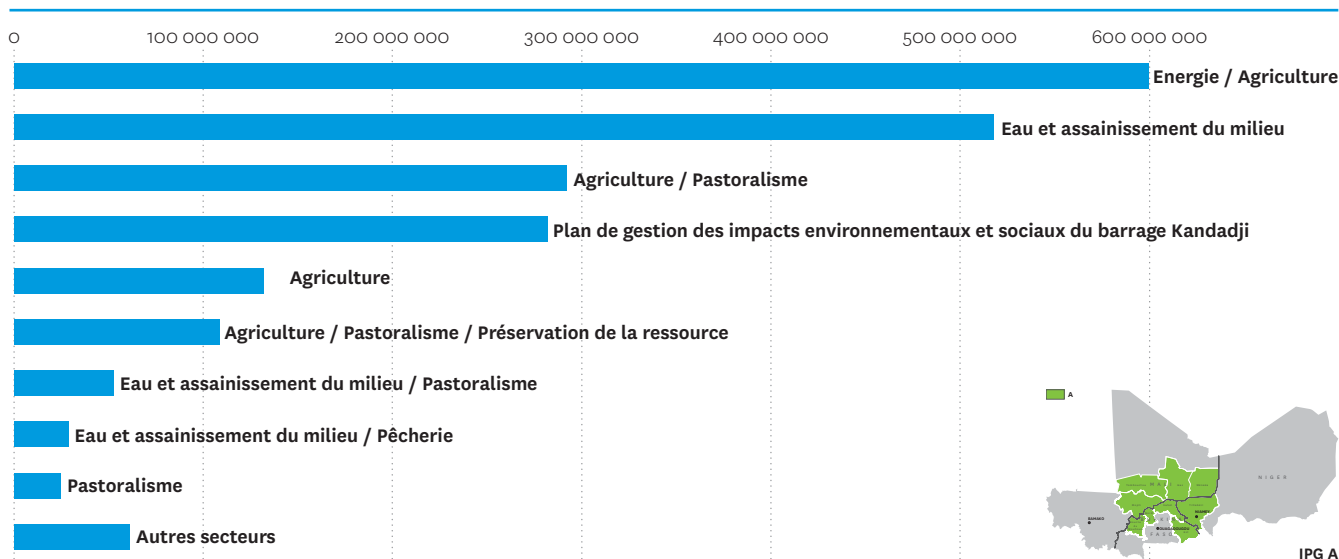 0 100 000 000 200 000 000 300 000 000 400 000 000 500 000 000 600 000 000
Energie / Agriculture
Eau et assainissement du milieu
Agriculture / Pastoralisme
Plan de gestion des impacts environnementaux et sociaux du barrage Kandadji
Agriculture
Agriculture / Pastoralisme / Préservation de la ressource
Eau et assainissement du milieu / Pastoralisme
Eau et assainissement du milieu / Pêcherie
Pastoralisme
Autres secteurs
A
NIGER
BAMAKO
IPG A